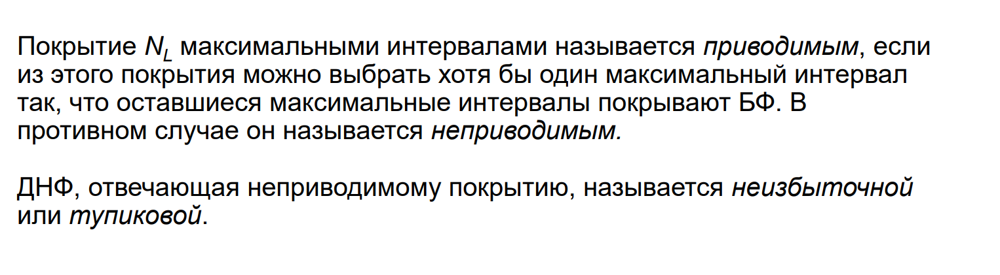 Покрытие N_L максимальными интервалами называется приводимым, если
из этого покрытия можно выбрать хотя бы один максимальный интервал
так, что оставшиеся максимальные интервалы покрывают БФ. В
противном случае он называется неприводимым.
ДНФ, отвечающая неприводимому покрытию, называется неизбыточной
или тупиковой.